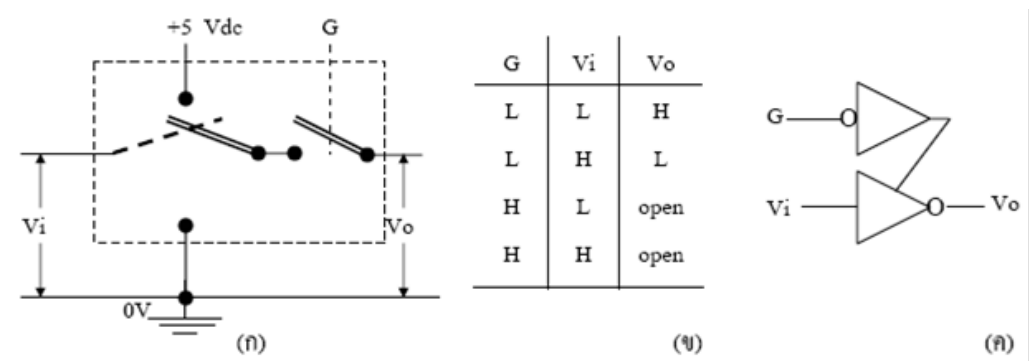 +5 Vdc
G
Vi
Vo
0V
(ก)
G Vi Vo
L L H
L H L
H L open
H H open
(ข)
G
Vi
Vo
(ค)